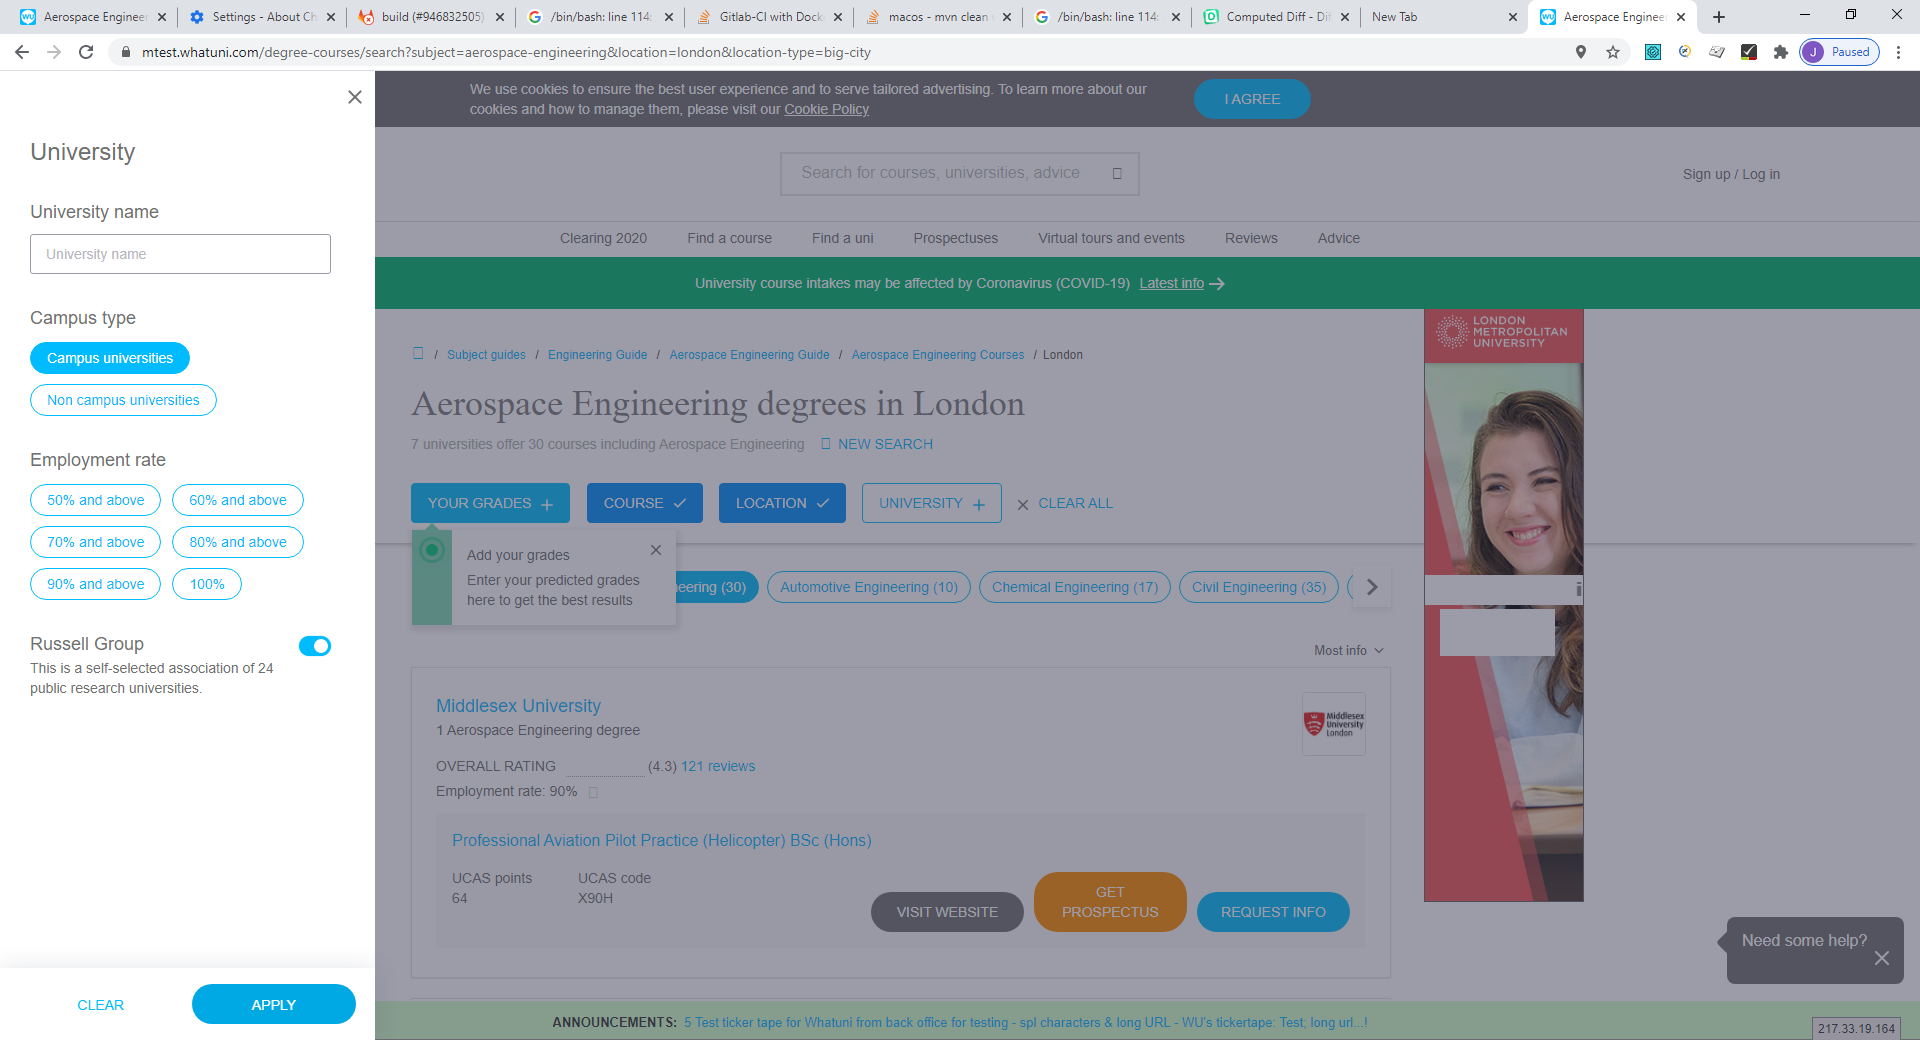 Aerospace Engineer
Settings - About Ch
build (#946832505)
/bin/bash: line 114:
Gitlab-CI with Dock
macos - mvn clean
/bin/bash: line 114:
Computed Diff - Dif
New Tab
Aerospace Engineer
mtest.whatuni.com/degree-courses/search?subject=aerospace-engineering&location=london&location-type=big-city
J Paused
We use cookies to ensure the best user experience and to serve tailored advertising. To learn more about our
cookies and how to manage them, please visit our Cookie Policy
I AGREE
University
University name
University name
Campus type
Campus universities
Non campus universities
Employment rate
50% and above
60% and above
70% and above
80% and above
90% and above
100%
Russell Group
This is a self-selected association of 24
public research universities.
CLEAR
APPLY
Search for courses, universities, advice
Sign up / Log in
Clearing 2020
Find a course
Find a uni
Prospectuses
Virtual tours and events
Reviews
Advice
University course intakes may be affected by Coronavirus (COVID-19) Latest info
/ Subject guides / Engineering Guide / Aerospace Engineering Guide / Aerospace Engineering Courses / London
Aerospace Engineering degrees in London
7 universities offer 30 courses including Aerospace Engineering
NEW SEARCH
YOUR GRADES
COURSE
LOCATION
UNIVERSITY
CLEAR ALL
Add your grades
Enter your predicted grades
here to get the best results
neering (30)
Automotive Engineering (10)
Chemical Engineering (17)
Civil Engineering (35)
Most info
Middlesex University
1 Aerospace Engineering degree
OVERALL RATING (4.3) 121 reviews
Employment rate: 90%
Middlesex
University
London
Professional Aviation Pilot Practice (Helicopter) BSc (Hons)
UCAS points
64
UCAS code
X90H
VISIT WEBSITE
GET
PROSPECTUS
REQUEST INFO
LONDON
METROPOLITAN
UNIVERSITY
Need some help?
ANNOUNCEMENTS: 5 Test ticker tape for Whatuni from back office for testing - spl characters & long URL - WU's tickertape: Test; long url...!
217.33.19.164